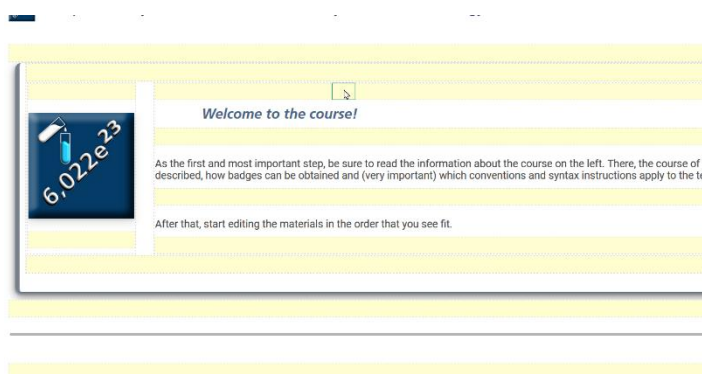 Welcome to the course!
6,022e23
As the first and most important step, be sure to read the information about the course on the left. There, the course of
described, how badges can be obtained and (very important) which conventions and syntax instructions apply to the
After that, start editing the materials in the order that you see fit.